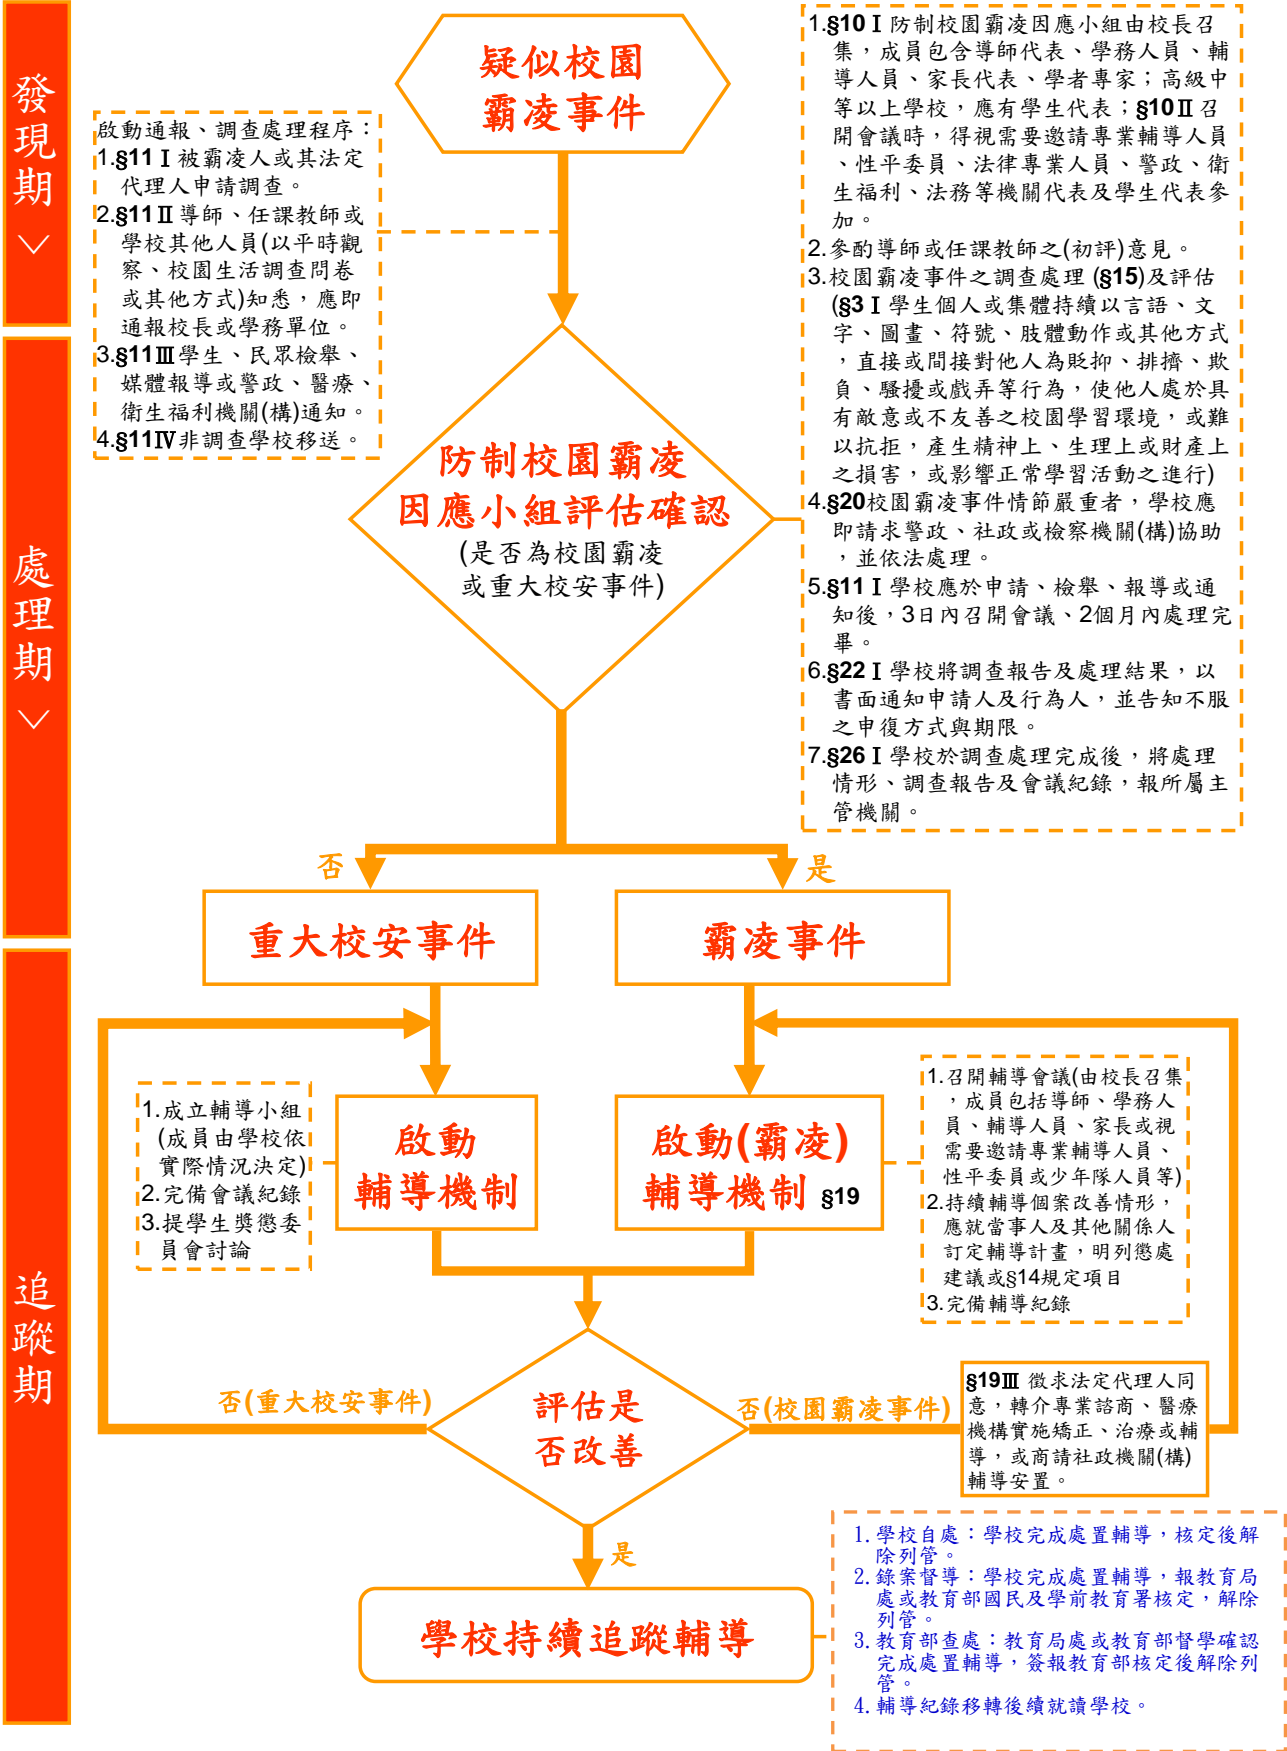 發現期
處理期
追蹤期
疑似校園
霸凌事件
啟動通報、調查處理程序：
1.§11Ⅰ被霸凌人或其法定
代理人申請調查。
2.§11Ⅱ導師、任課教師或
學校其他人員(以平時觀
察、校園生活調查問卷
或其他方式)知悉，應即
通報校長或學務單位。
3.§11Ⅲ學生、民眾檢舉、
媒體報導或警政、醫療、
衛生福利機關(構)通知。
4.§11Ⅳ非調查學校移送。
1.§10Ⅰ防制校園霸凌因應小組由校長召
集，成員包含導師代表、學務人員、輔
導人員、家長代表、學者專家；高級中
等以上學校，應有學生代表；§10Ⅱ召
開會議時，得視需要邀請專業輔導人員
、性平委員、法律專業人員、警政、衛
生福利、法務等機關代表及學生代表參
加。
2.參酌導師或任課教師之(初評)意見。
3.校園霸凌事件之調查處理 (§15)及評估
(§3Ⅰ學生個人或集體持續以言語、文
字、圖畫、符號、肢體動作或其他方式
，直接或間接對他人為貶抑、排擠、欺
負、騷擾或戲弄等行為，使他人處於具
有敵意或不友善之校園學習環境，或難
以抗拒，產生精神上、生理上或財產上
之損害，或影響正常學習活動之進行)
4.§20校園霸凌事件情節嚴重者，學校應
即請求警政、社政或檢察機關(構)協助
，並依法處理。
5.§11Ⅰ學校應於申請、檢舉、報導或通
知後，3日內召開會議、2個月內處理完
畢。
6.§22Ⅰ學校將調查報告及處理結果，以
書面通知申請人及行為人，並告知不服
之申復方式與期限。
7.§26Ⅰ學校於調查處理完成後，將處理
情形、調查報告及會議紀錄，報所屬主
管機關。
防制校園霸凌
因應小組評估確認
(是否為校園霸凌
或重大校安事件)
否
是
重大校安事件
霸凌事件
1.成立輔導小組
(成員由學校依
實際情況決定)
2.完備會議紀錄
3.提學生獎懲委
員會討論
啟動
輔導機制
啟動(霸凌)
輔導機制 §19
1.召開輔導會議(由校長召集
，成員包括導師、學務人
員、輔導人員、家長或視
需要邀請專業輔導人員、
性平委員或少年隊人員等)
2.持續輔導個案改善情形，
應就當事人及其他關係人
訂定輔導計畫，明列懲處
建議或§14規定項目
3.完備輔導紀錄
否(重大校安事件)
評估是
否改善
否(校園霸凌事件)
§19Ⅲ 徵求法定代理人同
意，轉介專業諮商、醫療
機構實施矯正、治療或輔
導，或商請社政機關(構)
輔導安置。
是
學校持續追蹤輔導
1.學校自處：學校完成處置輔導，核定後解
除列管。
2.錄案督導：學校完成處置輔導，報教育局
處或教育部國民及學前教育署核定，解除
列管。
3.教育部查處：教育局處或教育部督學確認
完成處置輔導，簽報教育部核定後解除列
管。
4.輔導紀錄移轉後續就讀學校。